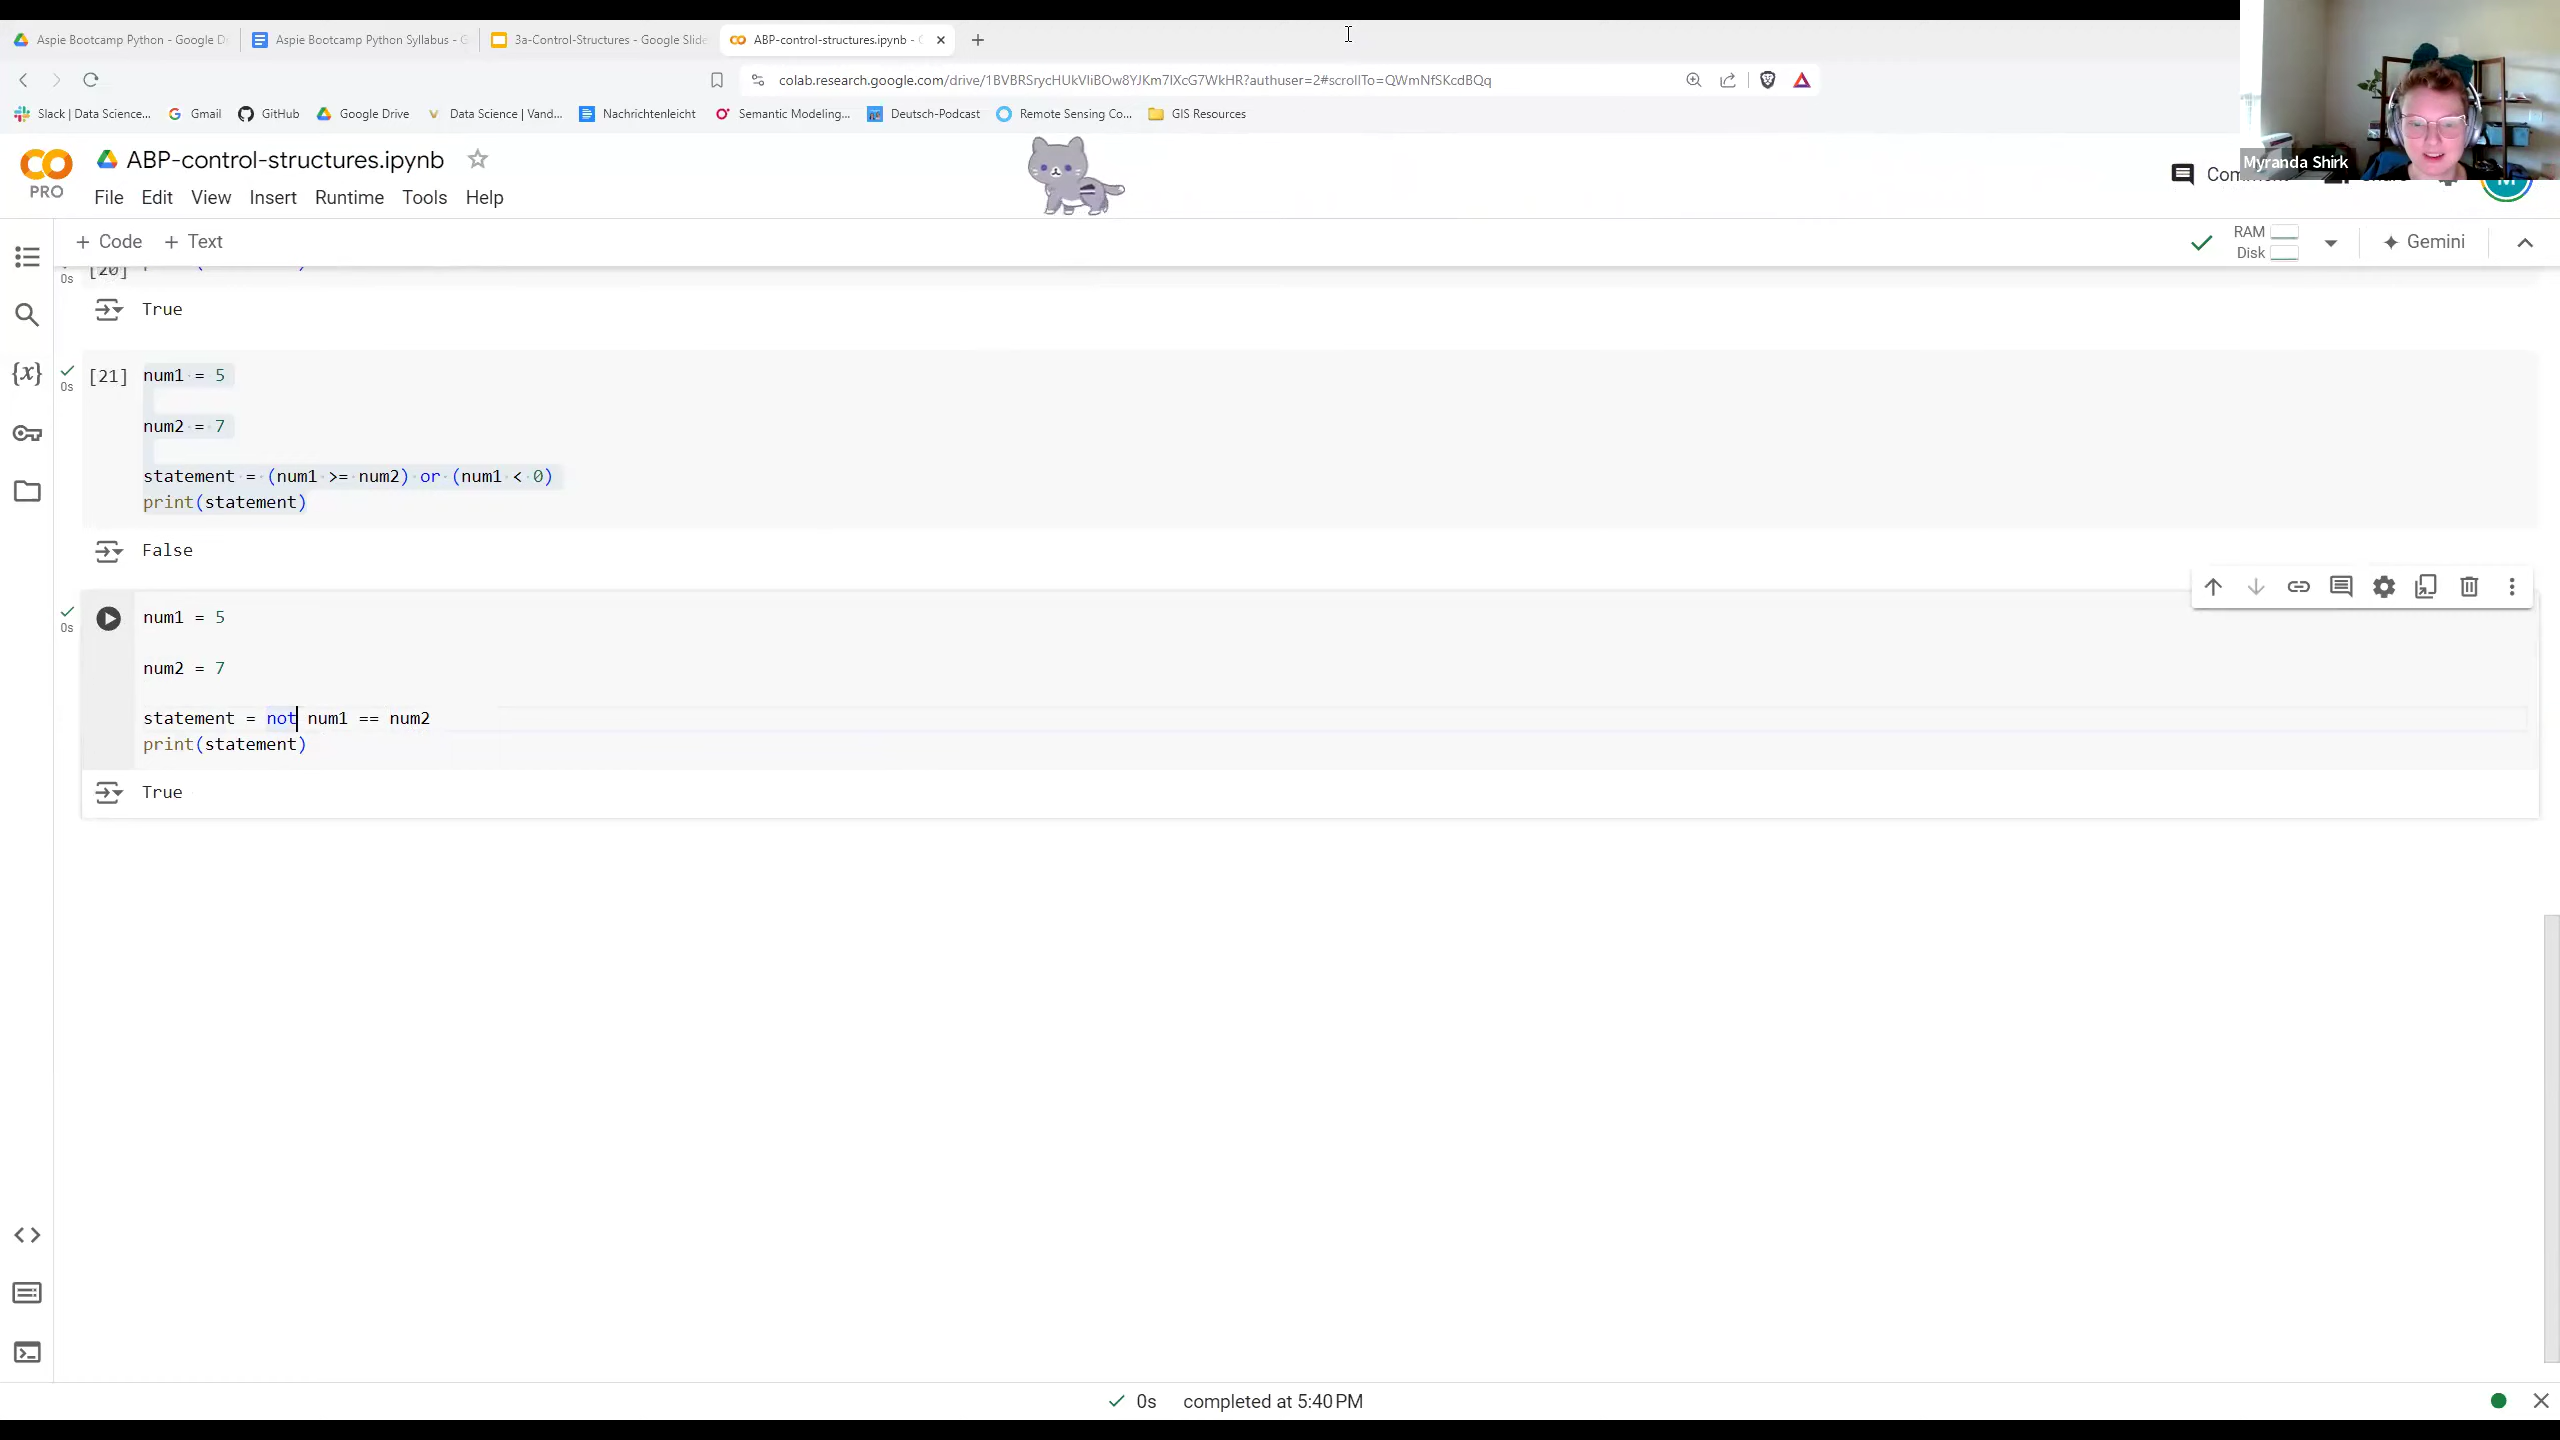 Aspie Bootcamp Python - Google D
Aspie Bootcamp Python Syllabus - G
3a-Control-Structures - Google Slide
ABP-control-structures.ipynb - C
colab.research.google.com/drive/1BVBRSrycHUkVIiBOw8YJKm7IXcG7WkHR?authuser=2#scrollTo=QWmNfSKcdBQq
Slack | Data Science...
Gmail
GitHub
Google Drive
Data Science | Vand...
Nachrichtenleicht
Semantic Modeling...
Deutsch-Podcast
Remote Sensing Co...
GIS Resources
Myranda Shirk
PRO
ABP-control-structures.ipynb
File Edit View Insert Runtime Tools Help
+ Code + Text
RAM
Disk
Gemini
0s
[20]
True
0s
[21]
num1 = 5
num2 = 7
statement = (num1 >= num2) or (num1 < 0)
print(statement)
False
0s
num1 = 5
num2 = 7
statement = not num1 == num2
print(statement)
True
0s completed at 5:40 PM